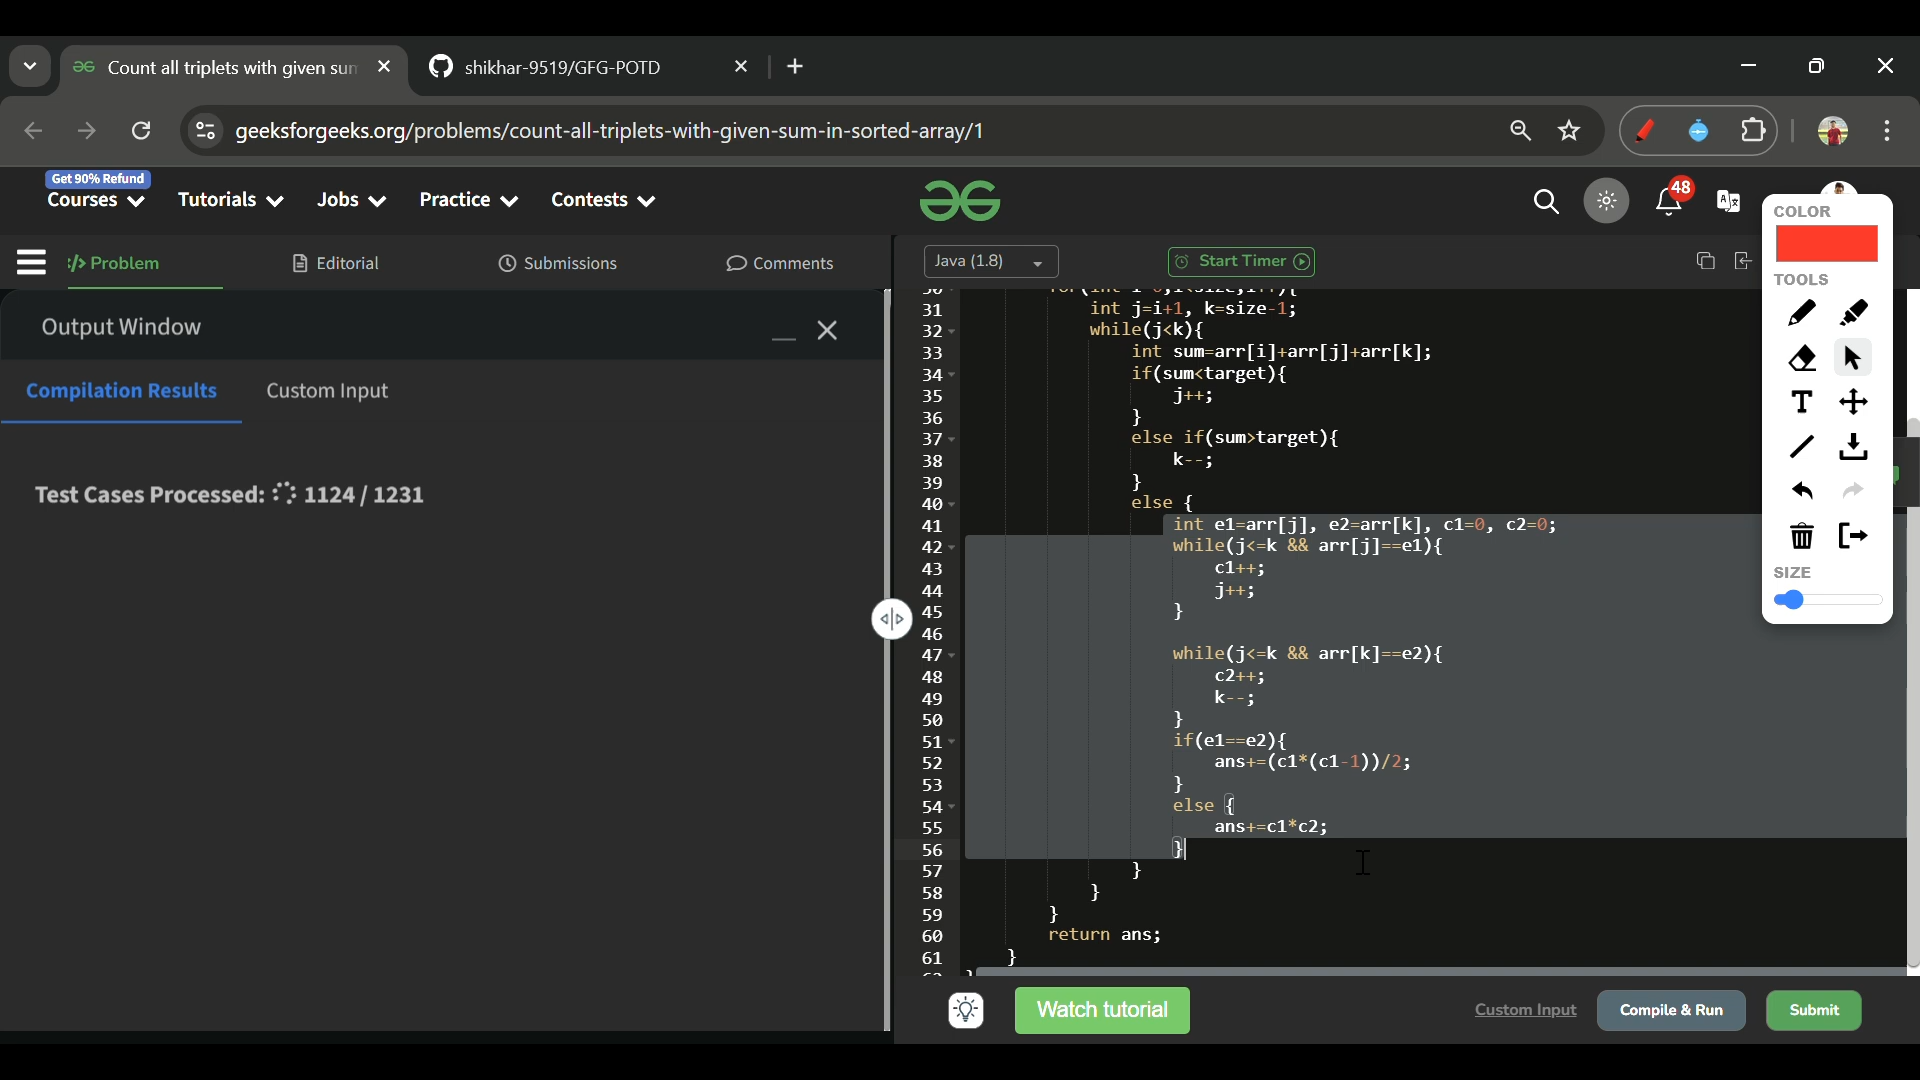 Count all triplets with given sum
shikhar-9519/GFG-POTD
geeksforgeeks.org/problems/count-all-triplets-with-given-sum-in-sorted-array/1
Get 90% Refund
Courses
Tutorials
Jobs
Practice
Contests
48
COLOR
TOOLS
T
SIZE
</> Problem
Editorial
Submissions
Comments
Java (1.8)
Start Timer
Output Window
Compilation Results
Custom Input
Test Cases Processed: 1124 / 1231
31 int j=i+1, k=size-1;
32 while(j<k){
33 int sum=arr[i]+arr[j]+arr[k];
34 if(sum<target){
35 j++;
36 }
37 else if(sum>target){
38 k--;
39 }
40 else {
41 int e1=arr[j], e2=arr[k], c1=0, c2=0;
42 while(j<=k && arr[j]==e1){
43 c1++;
44 j++;
45 }
46
47 while(j<=k && arr[k]==e2){
48 c2++;
49 k--;
50 }
51 if(e1==e2){
52 ans+=(c1*(c1-1))/2;
53 }
54 else {
55 ans+=c1*c2;
56 }
57 }
58 }
59 }
60 return ans;
61 }
Watch tutorial
Custom Input
Compile & Run
Submit